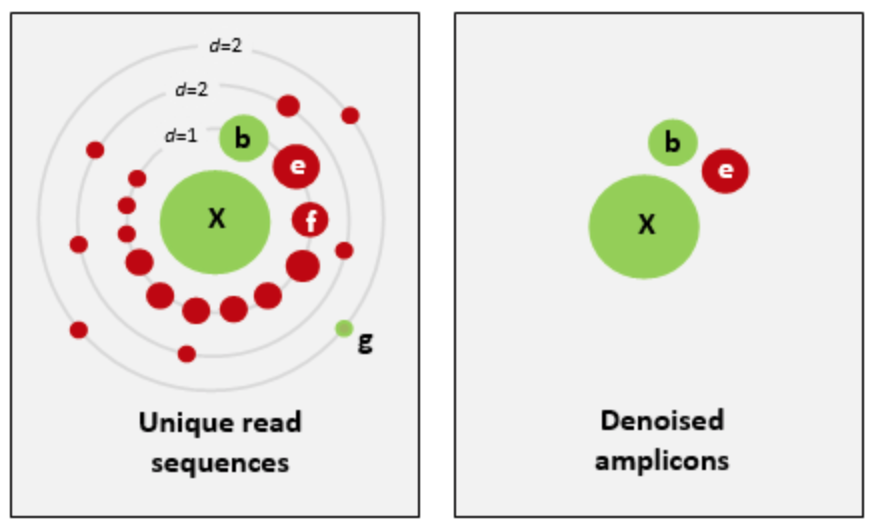 d=2
d=2
d=1
b
e
X
f
g
Unique read
sequences
b
e
X
Denoised
amplicons